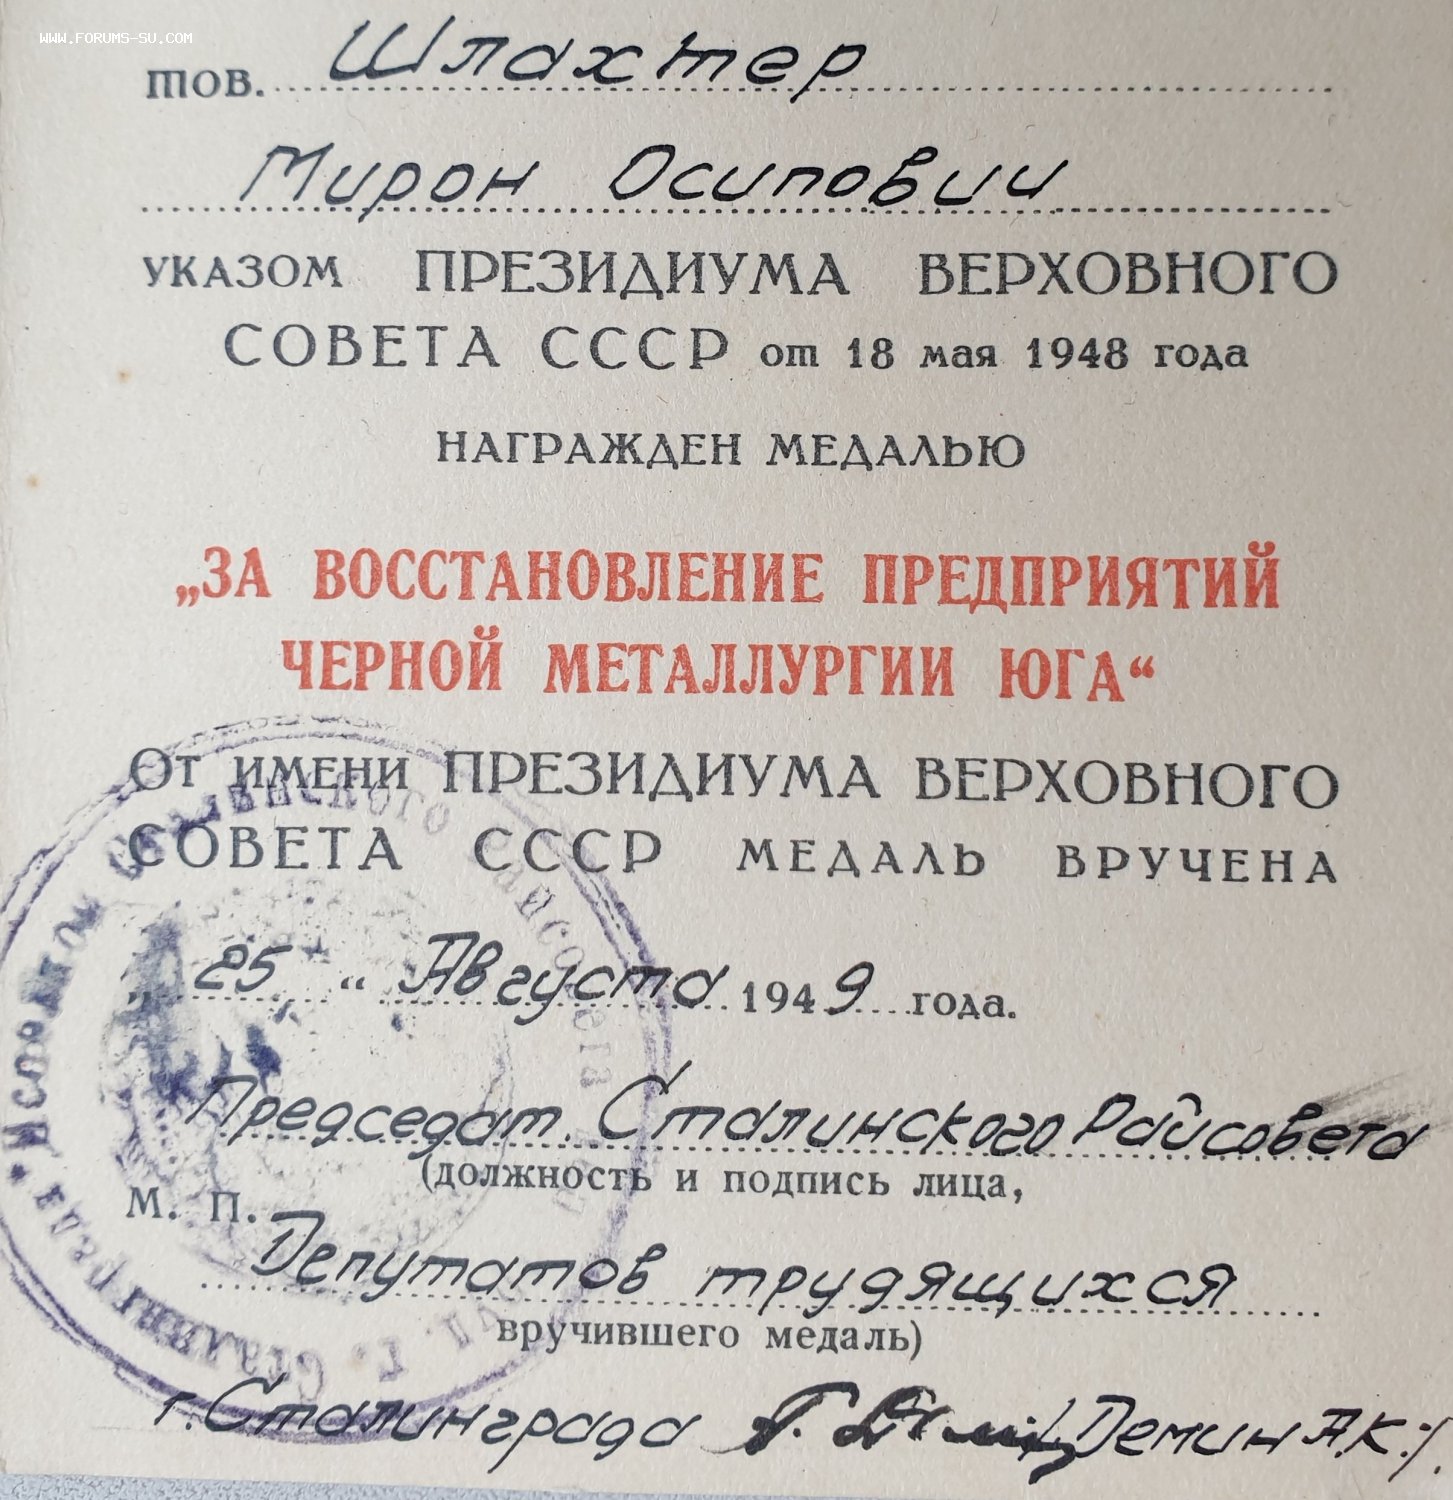 WWW.FORUMS-SU.COM
тов. Шлахтер
Мирон Осипович
УКАЗОМ ПРЕЗИДИУМА ВЕРХОВНОГО
СОВЕТА СССР от 18 мая 1948 года
НАГРАЖДЕН МЕДАЛЬЮ
„ЗА ВОССТАНОВЛЕНИЕ ПРЕДПРИЯТИЙ
ЧЕРНОЙ МЕТАЛЛУРГИИ ЮГА“
От имени ПРЕЗИДИУМА ВЕРХОВНОГО
СОВЕТА СССР МЕДАЛЬ ВРУЧЕНА
„25“ Августа 1949 года.
Председат. Сталинского Райсовета
(должность и подпись лица,
М. П.
Депутатов трудящихся
вручившего медаль)
г. Сталинграда /Демин А.К./.